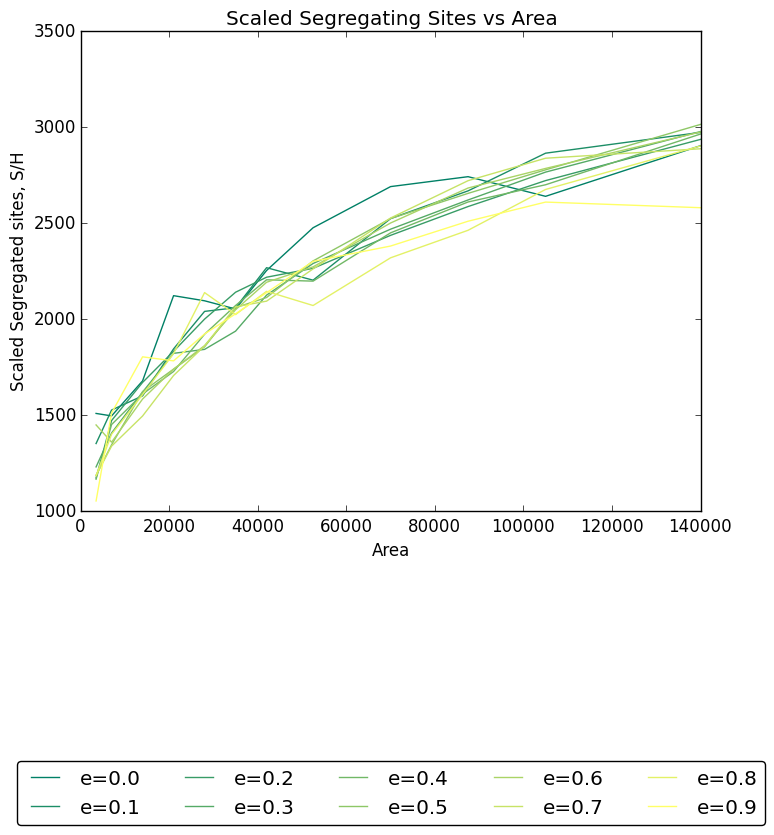 Scaled Segregating Sites vs Area
3500
3000
2500
2000
1500
1000
Scaled Segregated sites, S/H
0 20000 40000 60000 80000 100000 120000 140000
Area
e=0.0 e=0.2 e=0.4 e=0.6 e=0.8
e=0.1 e=0.3 e=0.5 e=0.7 e=0.9